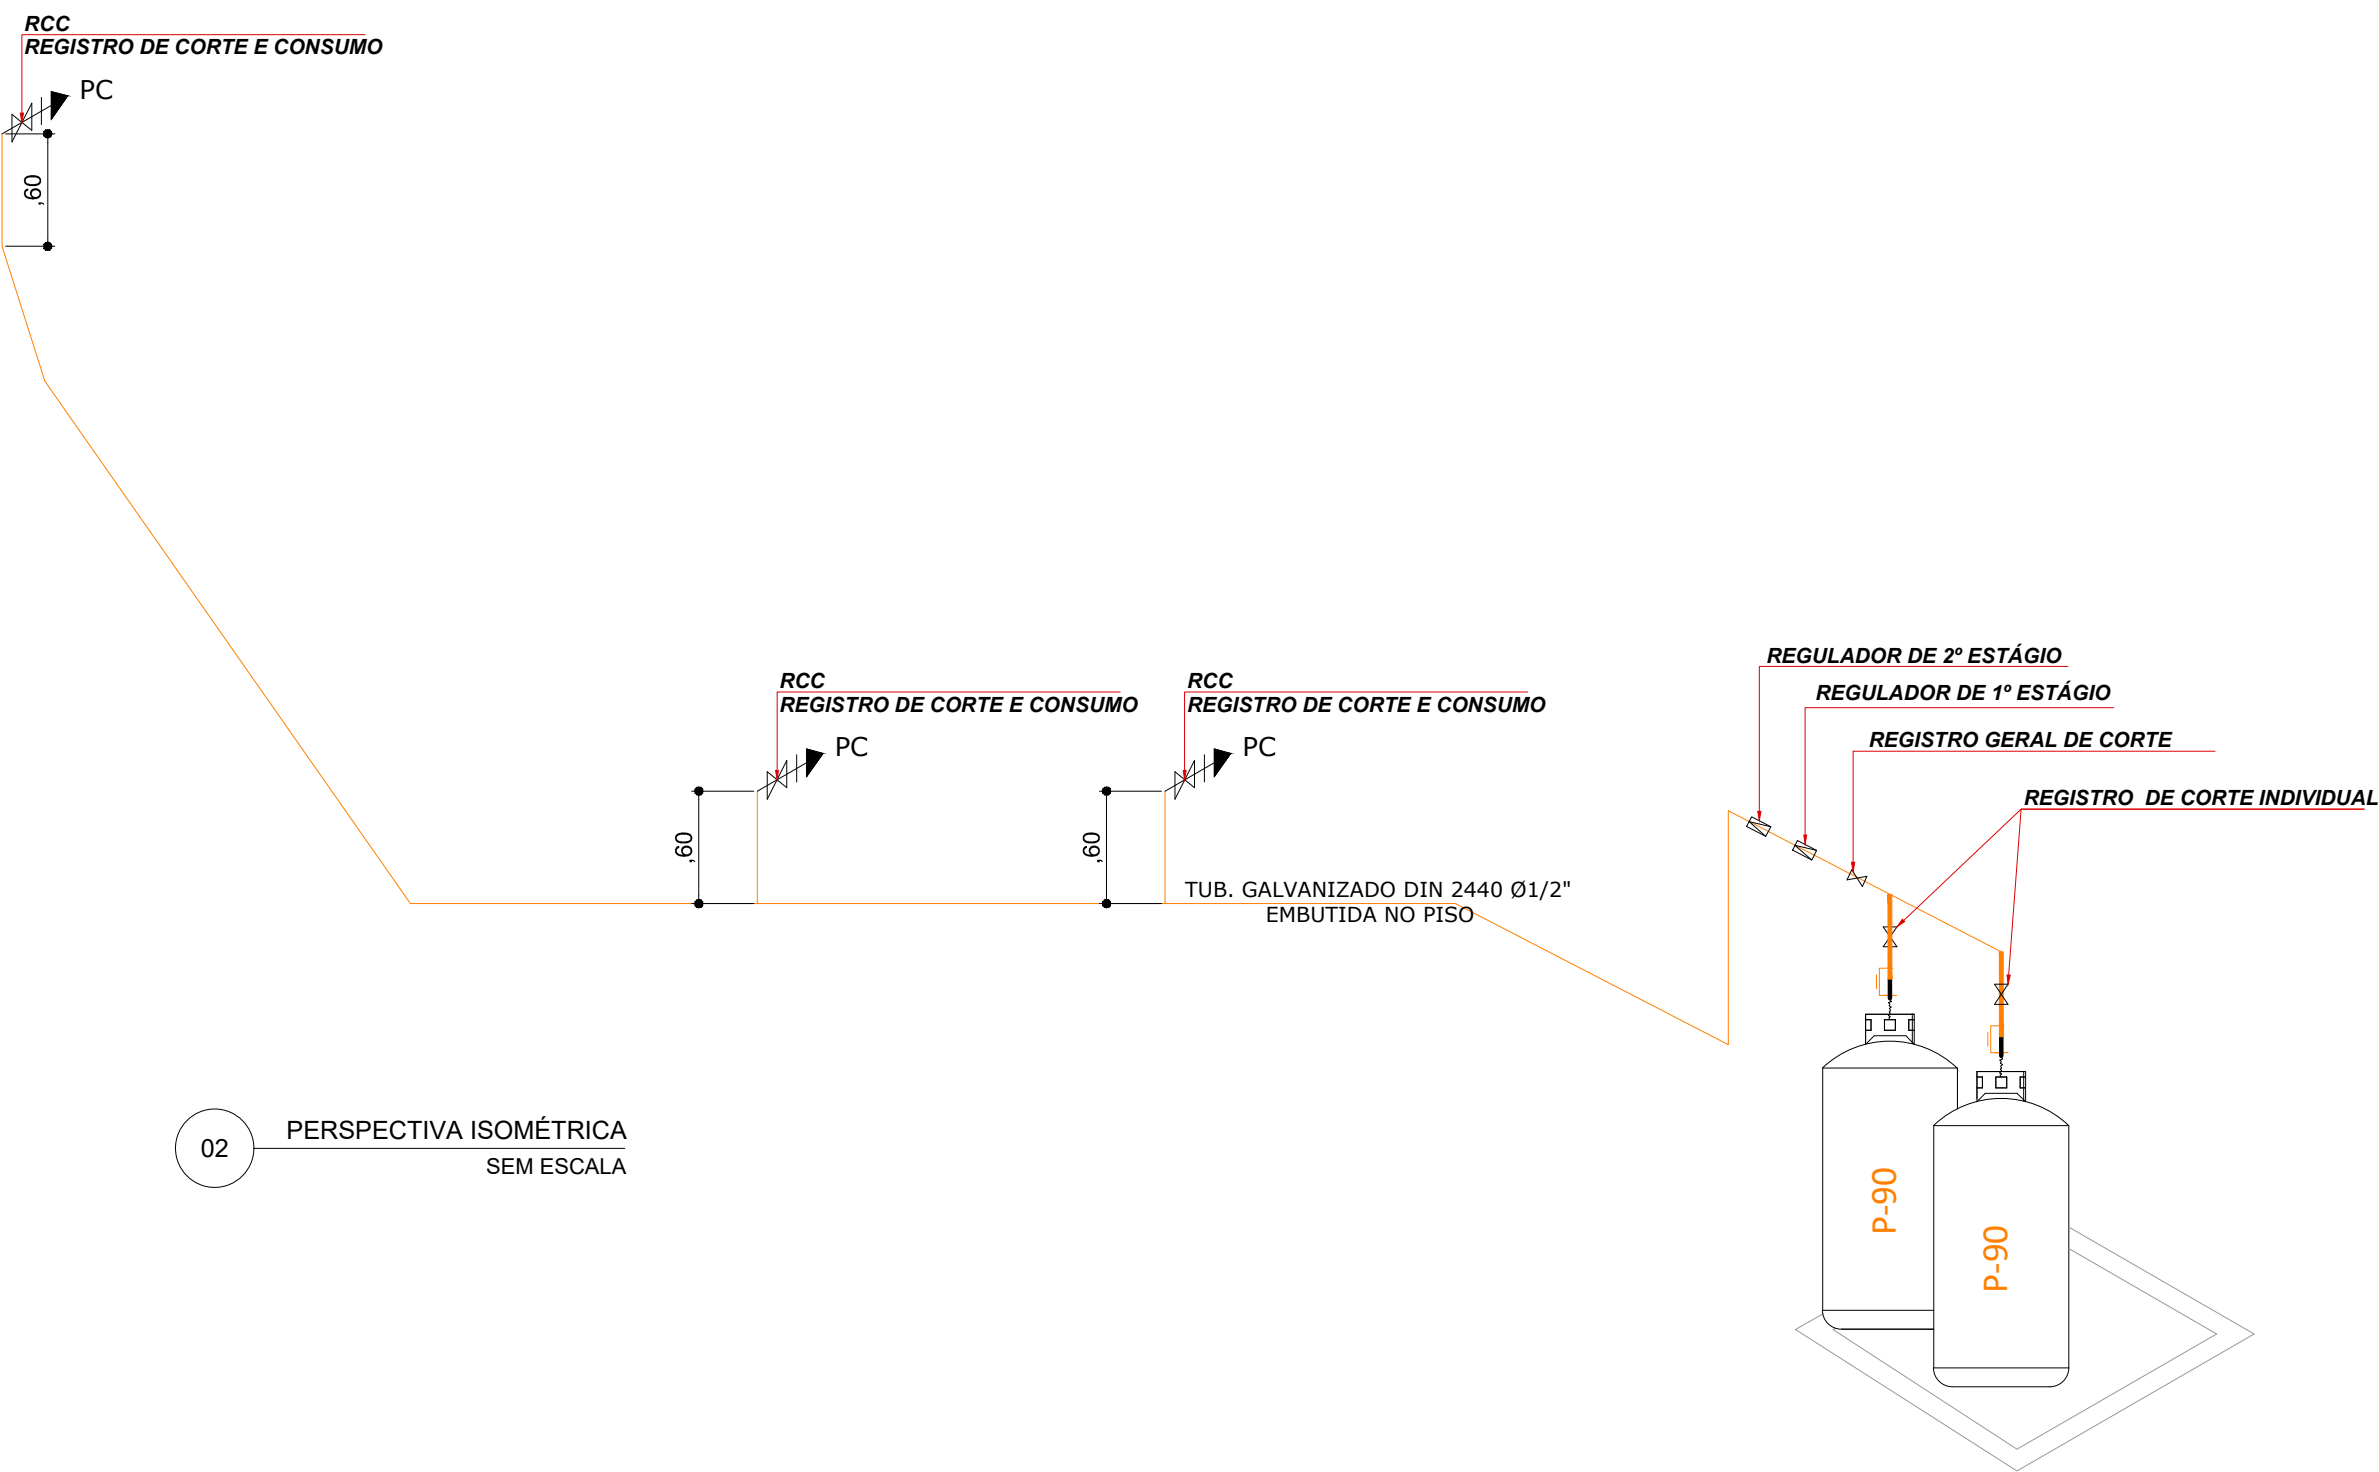 RCC
REGISTRO DE CORTE E CONSUMO
PC
,60
RCC
REGISTRO DE CORTE E CONSUMO
PC
,60
RCC
REGISTRO DE CORTE E CONSUMO
PC
,60
TUB. GALVANIZADO DIN 2440 Ø1/2"
EMBUTIDA NO PISO
REGULADOR DE 2º ESTÁGIO
REGULADOR DE 1º ESTÁGIO
REGISTRO GERAL DE CORTE
REGISTRO DE CORTE INDIVIDUAL
P-90
P-90
02
PERSPECTIVA ISOMÉTRICA
SEM ESCALA